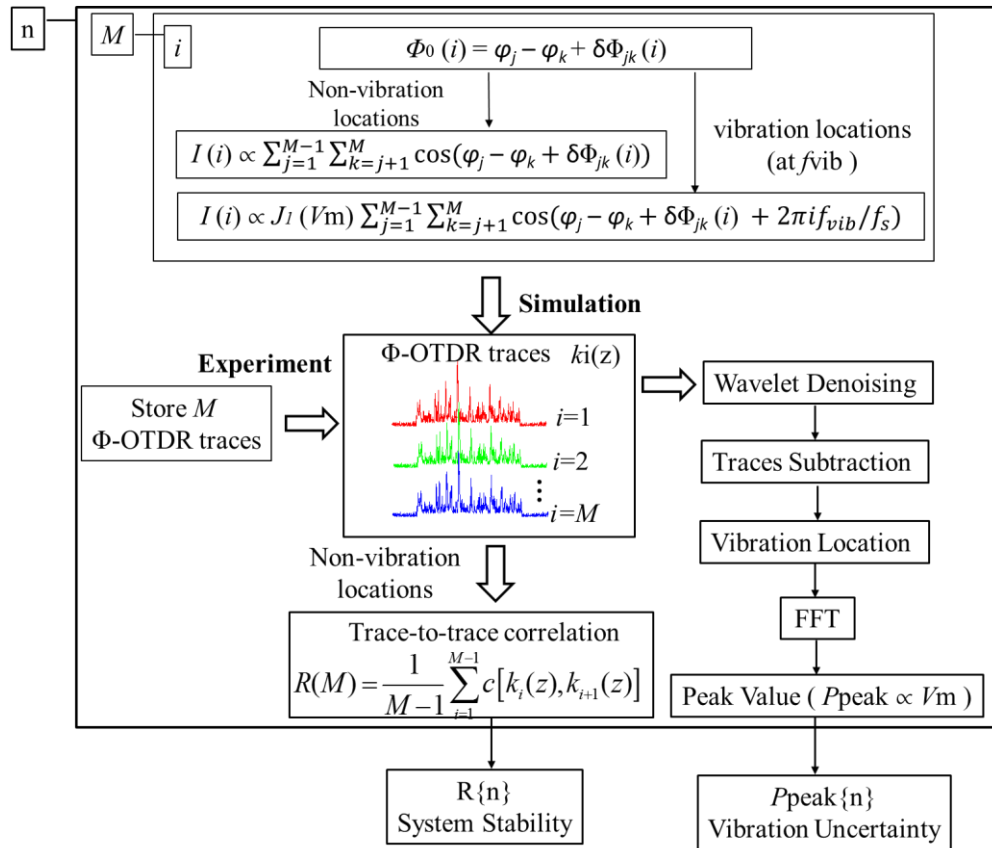 n
M
i
Φ0 (i) = φj − φk + δΦjk(i)
Non-vibration
locations
vibration locations
(at fvib )
I (i) ∝ ∑_{j=1}^{M−1} ∑_{k=j+1}^{M} cos(φj − φk + δΦjk(i))
I (i) ∝ J1 (Vm) ∑_{j=1}^{M−1} ∑_{k=j+1}^{M} cos(φj − φk + δΦjk(i) + 2πifvib/fs)
Simulation
Experiment
Store M
Φ-OTDR traces
Φ-OTDR traces ki(z)
i=1
i=2
⋮
i=M
Wavelet Denoising
Traces Subtraction
Vibration Location
FFT
Peak Value ( Ppeak ∝ Vm )
Non-vibration
locations
Trace-to-trace correlation
R(M) = \frac{1}{M−1} ∑_{i=1}^{M−1} c[ki(z), ki+1(z)]
R{n}
System Stability
Ppeak{n}
Vibration Uncertainty